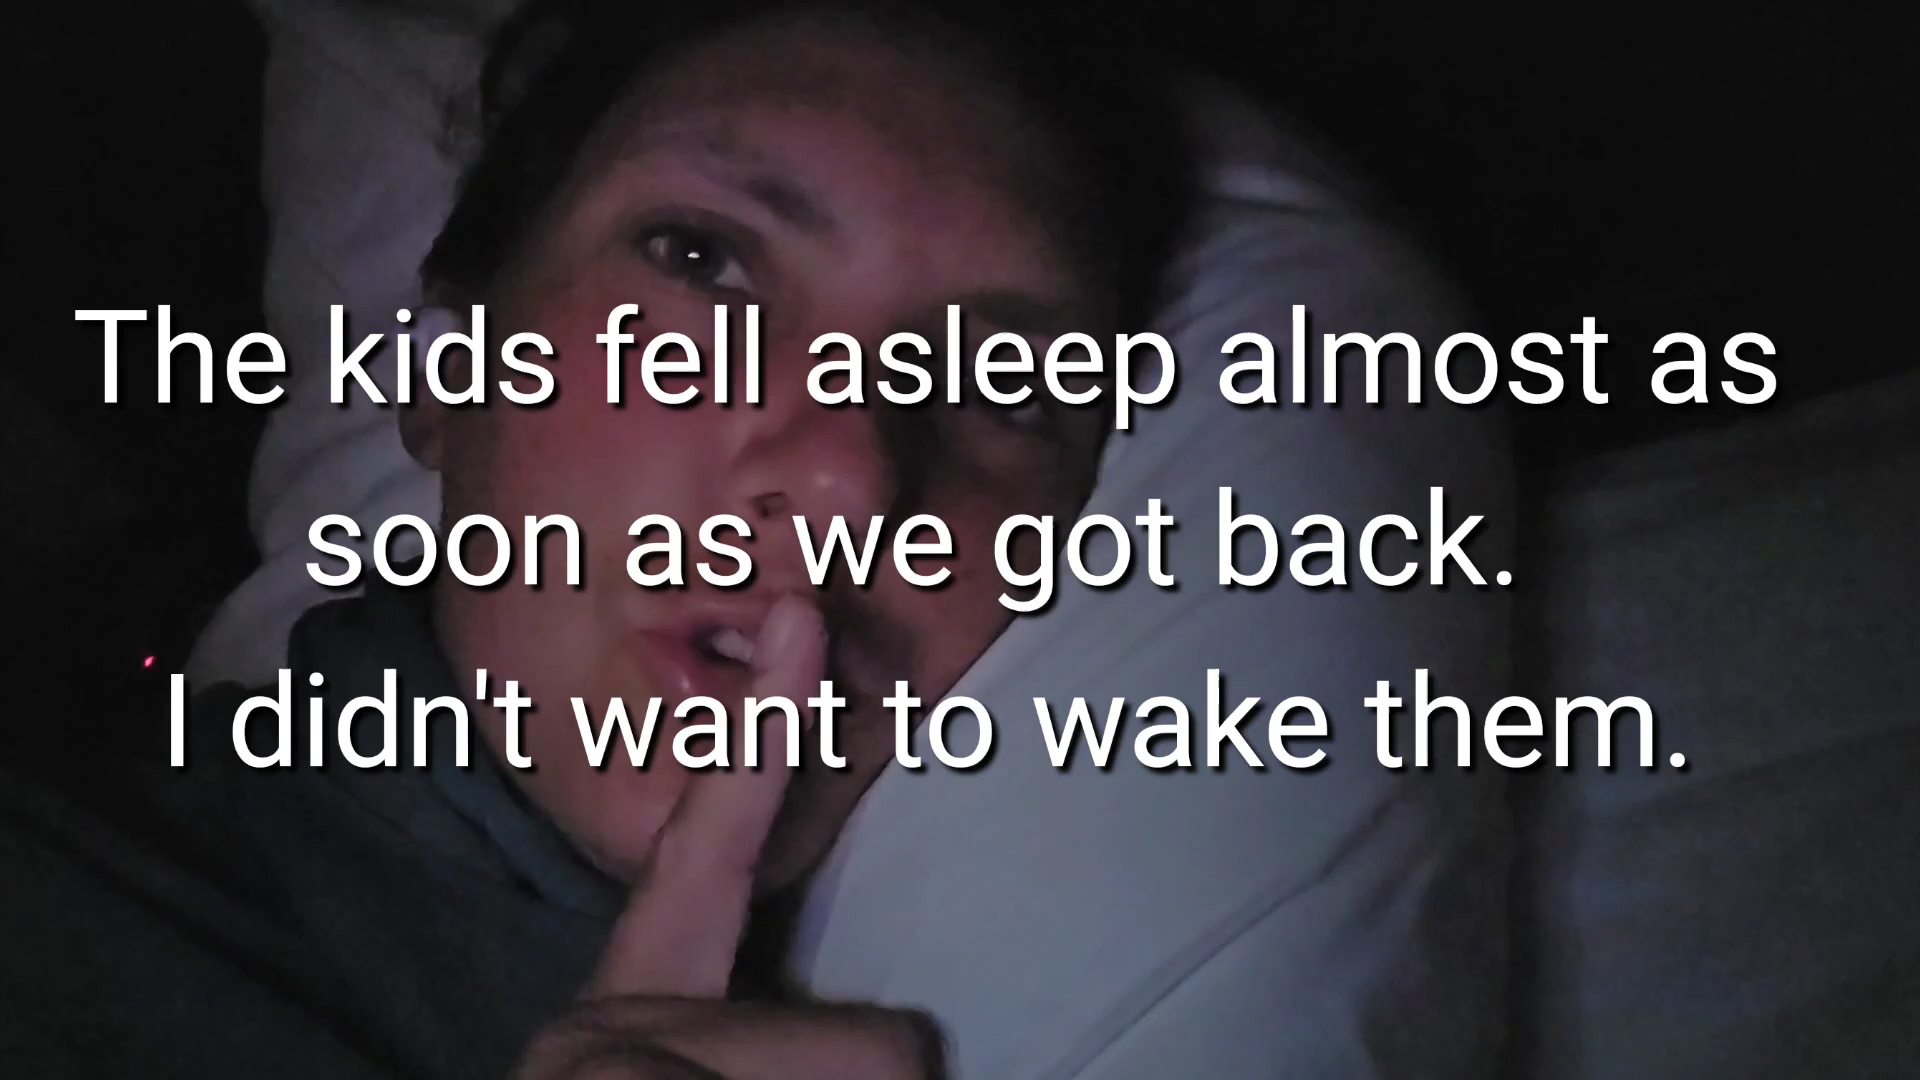 The kids fell asleep almost as
soon as we got back.
I didn't want to wake them.